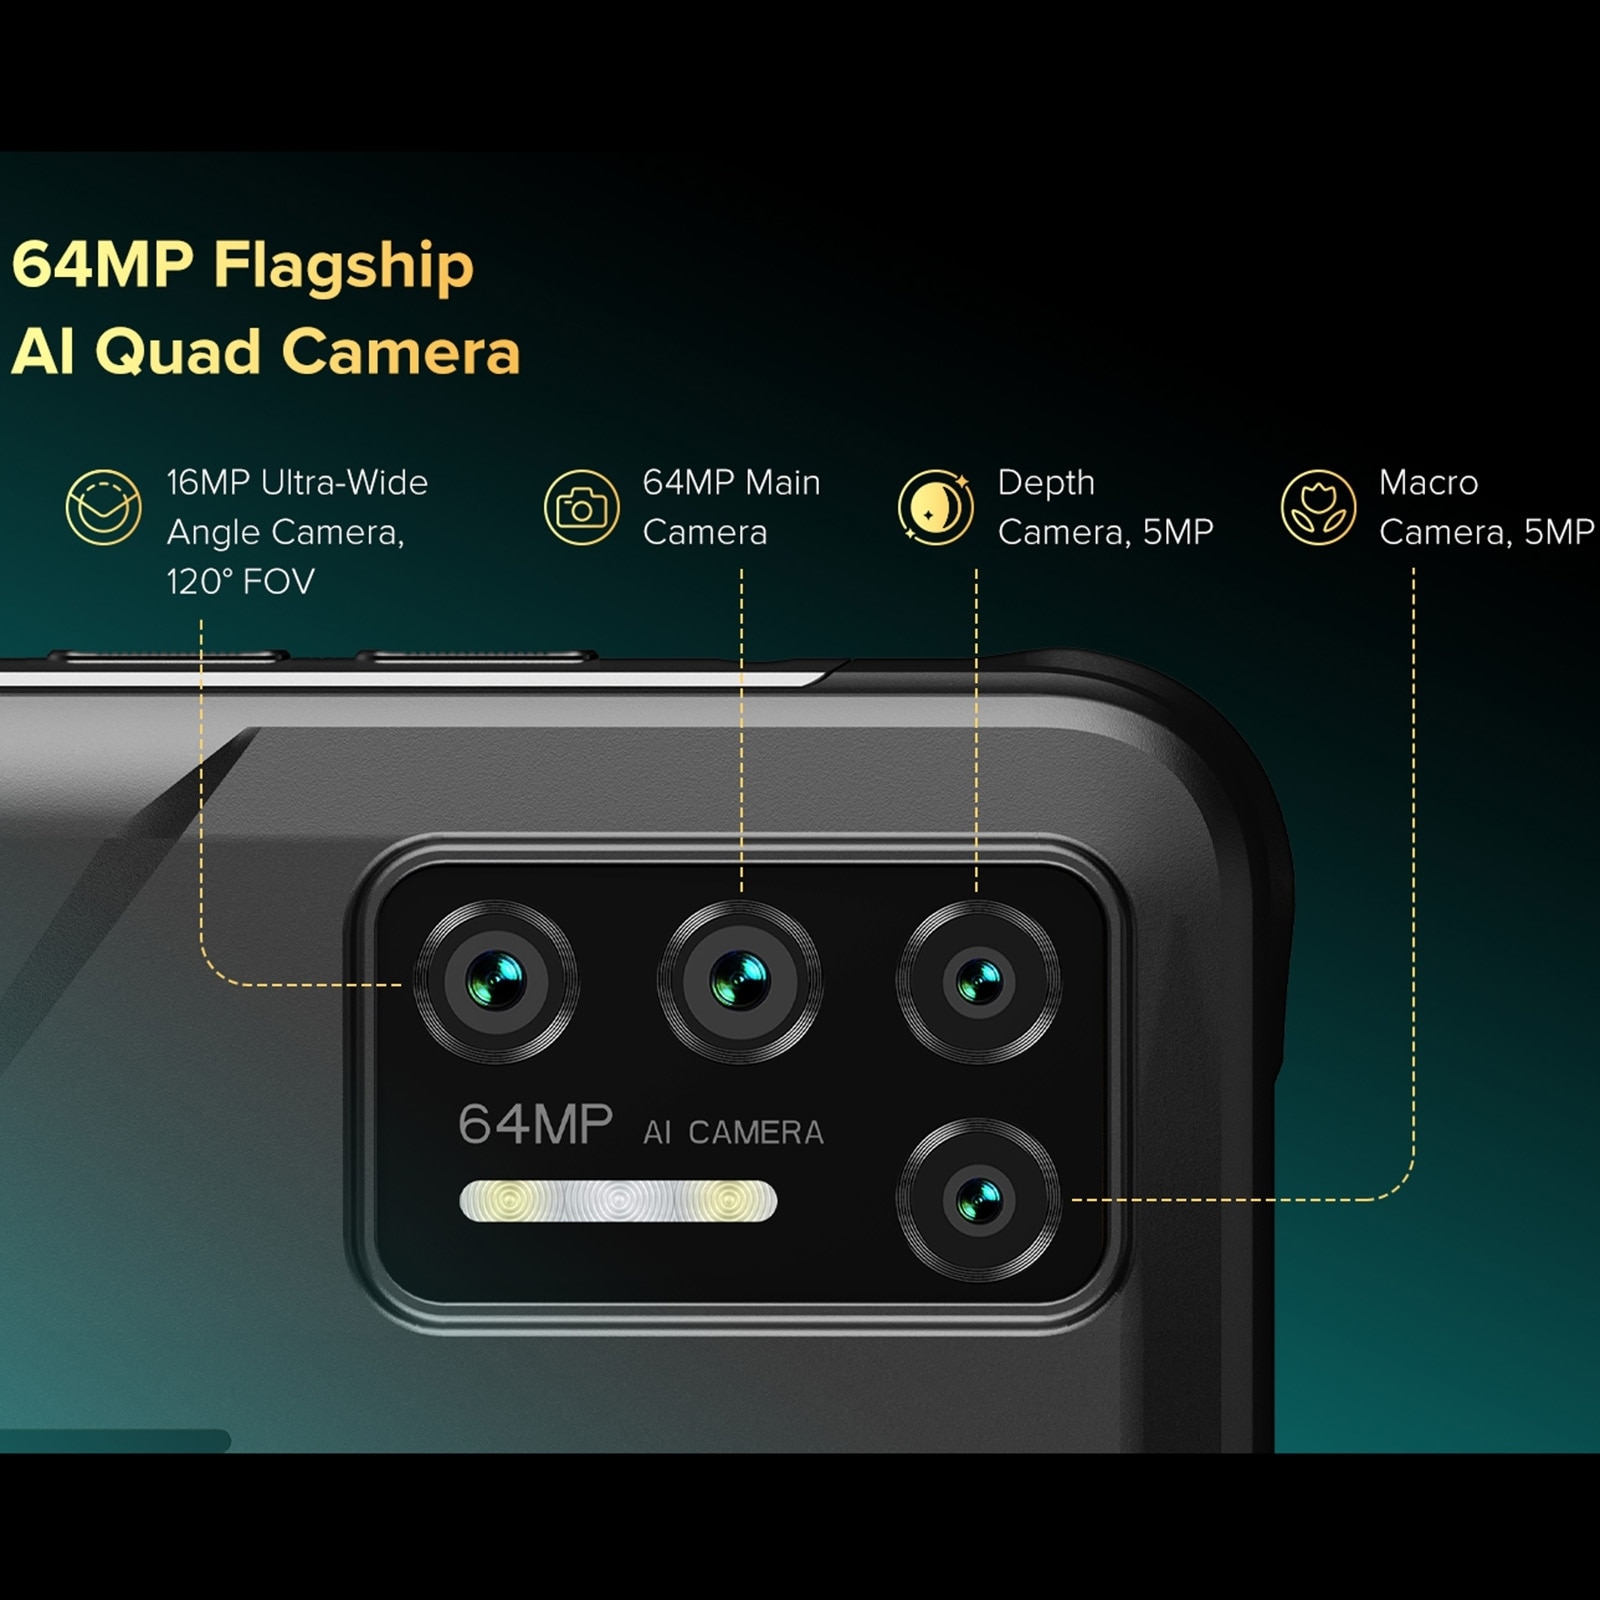 64MP Flagship
AI Quad Camera
16MP Ultra-Wide
Angle Camera,
120° FOV
64MP Main
Camera
Depth
Camera, 5MP
Macro
Camera, 5MP
64MP AI CAMERA